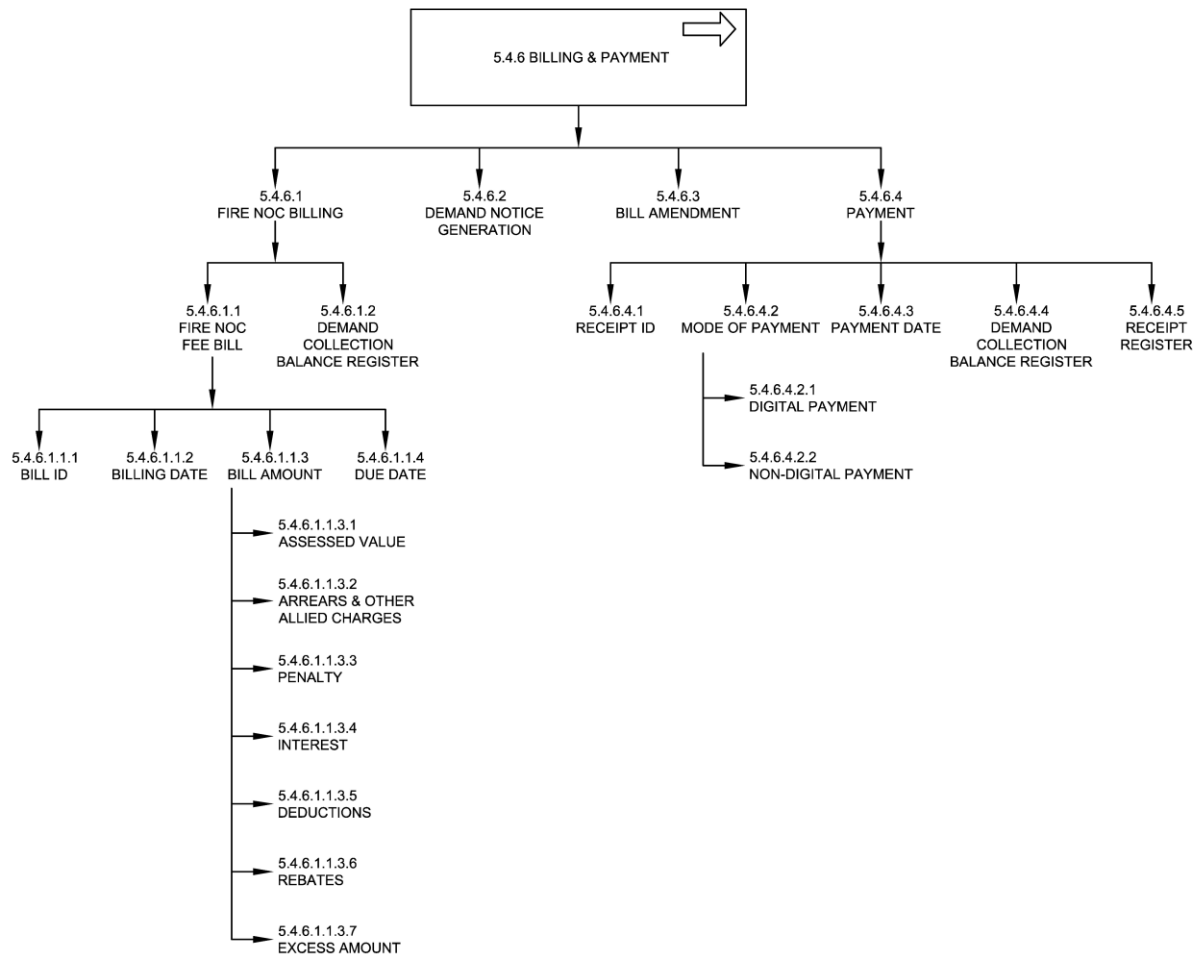 5.4.6 BILLING & PAYMENT
5.4.6.1
FIRE NOC BILLING
5.4.6.2
DEMAND NOTICE
GENERATION
5.4.6.3
BILL AMENDMENT
5.4.6.4
PAYMENT
5.4.6.1.1
FIRE NOC
FEE BILL
5.4.6.1.2
DEMAND
COLLECTION
BALANCE REGISTER
5.4.6.4.1
RECEIPT ID
5.4.6.4.2
MODE OF PAYMENT
5.4.6.4.3
PAYMENT DATE
5.4.6.4.4
DEMAND
COLLECTION
BALANCE REGISTER
5.4.6.4.5
RECEIPT
REGISTER
5.4.6.4.2.1
DIGITAL PAYMENT
5.4.6.4.2.2
NON-DIGITAL PAYMENT
5.4.6.1.1.1
BILL ID
5.4.6.1.1.2
BILLING DATE
5.4.6.1.1.3
BILL AMOUNT
5.4.6.1.1.4
DUE DATE
5.4.6.1.1.3.1
ASSESSED VALUE
5.4.6.1.1.3.2
ARREARS & OTHER
ALLIED CHARGES
5.4.6.1.1.3.3
PENALTY
5.4.6.1.1.3.4
INTEREST
5.4.6.1.1.3.5
DEDUCTIONS
5.4.6.1.1.3.6
REBATES
5.4.6.1.1.3.7
EXCESS AMOUNT